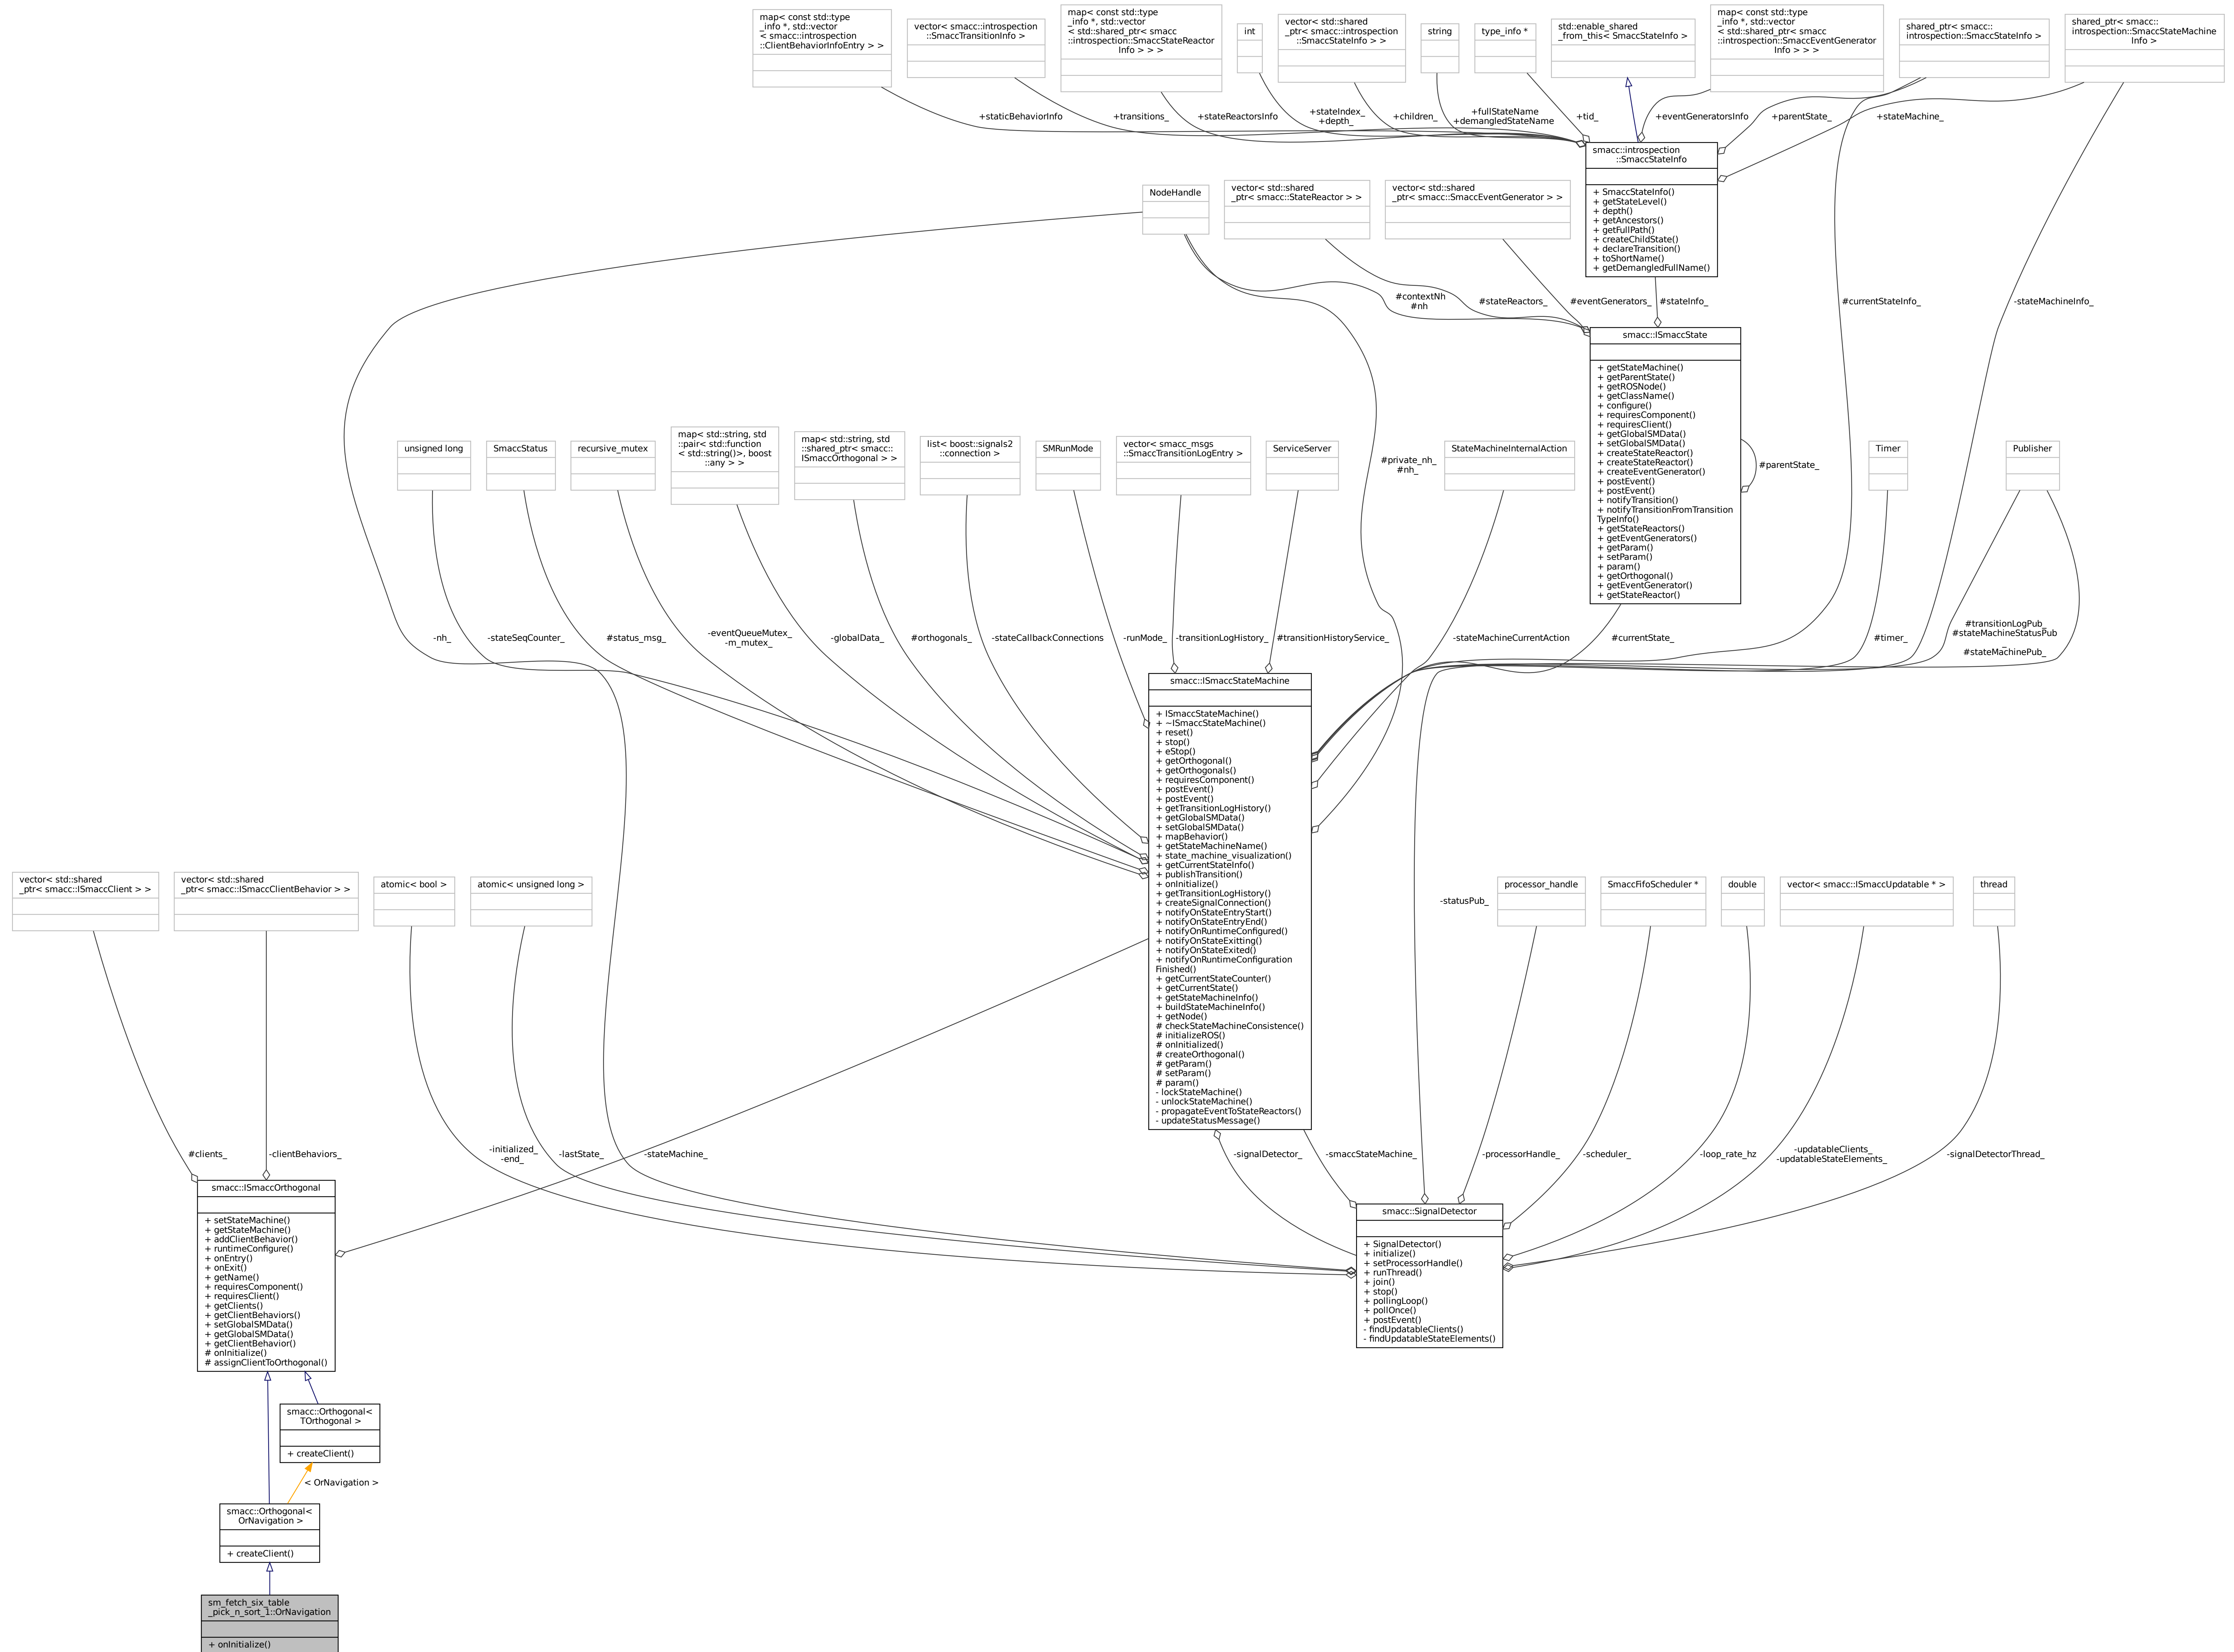 map< const std::type
_info *, std::vector
< smacc::introspection
::ClientBehaviorInfoEntry > >
vector< smacc::introspection
::SmaccTransitionInfo >
map< const std::type
_info *, std::vector
< std::shared_ptr< smacc
::introspection::SmaccStateReactor
Info > > >
int
vector< std::shared
_ptr< smacc::introspection
::SmaccStateInfo > >
string
type_info *
std::enable_shared
_from_this< SmaccStateInfo >
map< const std::type
_info *, std::vector
< std::shared_ptr< smacc
::introspection::SmaccEventGenerator
Info > > >
shared_ptr< smacc::
introspection::SmaccStateInfo >
shared_ptr< smacc::
introspection::SmaccStateMachine
Info >
+staticBehaviorInfo
+transitions_
+stateReactorsInfo
+stateIndex_
+depth_
+children_
+fullStateName
+demangledStateName
+tid_
+eventGeneratorsInfo
+parentState_
+stateMachine_
smacc::introspection
::SmaccStateInfo
+ SmaccStateInfo()
+ getStateLevel()
+ depth()
+ getAncestors()
+ getFullPath()
+ createChildState()
+ declareTransition()
+ toShortName()
+ getDemangledFullName()
NodeHandle
vector< std::shared
_ptr< smacc::StateReactor > >
vector< std::shared
_ptr< smacc::SmaccEventGenerator > >
#contextNh
#nh
#stateReactors_
#eventGenerators_
#stateInfo_
#currentStateInfo_
-stateMachineInfo_
smacc::ISmaccState
+ getStateMachine()
+ getParentState()
+ getROSNode()
+ getClassName()
+ configure()
+ requiresComponent()
+ requiresClient()
+ getGlobalSMData()
+ setGlobalSMData()
+ createStateReactor()
+ createStateReactor()
+ createEventGenerator()
+ postEvent()
+ postEvent()
+ notifyTransition()
+ notifyTransitionFromTransition
TypeInfo()
+ getStateReactors()
+ getEventGenerators()
+ getParam()
+ setParam()
+ param()
+ getOrthogonal()
+ getEventGenerator()
+ getStateReactor()
#parentState_
unsigned long
SmaccStatus
recursive_mutex
map< std::string, std
::pair< std::function
< std::string()>, boost
::any > >
map< std::string, std
::shared_ptr< smacc::
ISmaccOrthogonal > >
list< boost::signals2
::connection >
SMRunMode
vector< smacc_msgs
::SmaccTransitionLogEntry >
ServiceServer
#private_nh_
#nh_
StateMachineInternalAction
Timer
Publisher
-nh_
-stateSeqCounter_
#status_msg_
-eventQueueMutex_
-m_mutex_
-globalData_
#orthogonals_
-stateCallbackConnections
-runMode_
-transitionLogHistory_
#transitionHistoryService_
-stateMachineCurrentAction
#currentState_
#timer_
#transitionLogPub_
#stateMachineStatusPub
_
#stateMachinePub_
smacc::ISmaccStateMachine
+ ISmaccStateMachine()
+ ~ISmaccStateMachine()
+ reset()
+ stop()
+ eStop()
+ getOrthogonal()
+ getOrthogonals()
+ requiresComponent()
+ postEvent()
+ postEvent()
+ getTransitionLogHistory()
+ getGlobalSMData()
+ setGlobalSMData()
+ mapBehavior()
+ getStateMachineName()
+ state_machine_visualization()
+ getCurrentStateInfo()
+ publishTransition()
+ onInitialize()
+ getTransitionLogHistory()
+ createSignalConnection()
+ notifyOnStateEntryStart()
+ notifyOnStateEntryEnd()
+ notifyOnRuntimeConfigured()
+ notifyOnStateExitting()
+ notifyOnStateExited()
+ notifyOnRuntimeConfiguration
Finished()
+ getCurrentStateCounter()
+ getCurrentState()
+ getStateMachineInfo()
+ buildStateMachineInfo()
+ getNode()
# checkStateMachineConsistence()
# initializeROS()
# onInitialized()
# createOrthogonal()
# getParam()
# setParam()
# param()
- lockStateMachine()
- unlockStateMachine()
- propagateEventToStateReactors()
- updateStatusMessage()
vector< std::shared
_ptr< smacc::ISmaccClient > >
vector< std::shared
_ptr< smacc::ISmaccClientBehavior > >
atomic< bool >
atomic< unsigned long >
-statusPub_
processor_handle
SmaccFifoScheduler *
double
vector< smacc::ISmaccUpdatable * >
thread
#clients_
-clientBehaviors_
-initialized_
-end_
-lastState_
-stateMachine_
-signalDetector_
-smaccStateMachine_
-processorHandle_
-scheduler_
-loop_rate_hz
-updatableClients_
-updatableStateElements_
-signalDetectorThread_
smacc::ISmaccOrthogonal
+ setStateMachine()
+ getStateMachine()
+ addClientBehavior()
+ runtimeConfigure()
+ onEntry()
+ onExit()
+ getName()
+ requiresComponent()
+ requiresClient()
+ getClients()
+ getClientBehaviors()
+ setGlobalSMData()
+ getGlobalSMData()
+ getClientBehavior()
# onInitialize()
# assignClientToOrthogonal()
smacc::SignalDetector
+ SignalDetector()
+ initialize()
+ setProcessorHandle()
+ runThread()
+ join()
+ stop()
+ pollingLoop()
+ pollOnce()
+ postEvent()
- findUpdatableClients()
- findUpdatableStateElements()
smacc::Orthogonal<
TOrthogonal >
+ createClient()
< OrNavigation >
smacc::Orthogonal<
OrNavigation >
+ createClient()
sm_fetch_six_table
_pick_n_sort_1::OrNavigation
+ onInitialize()